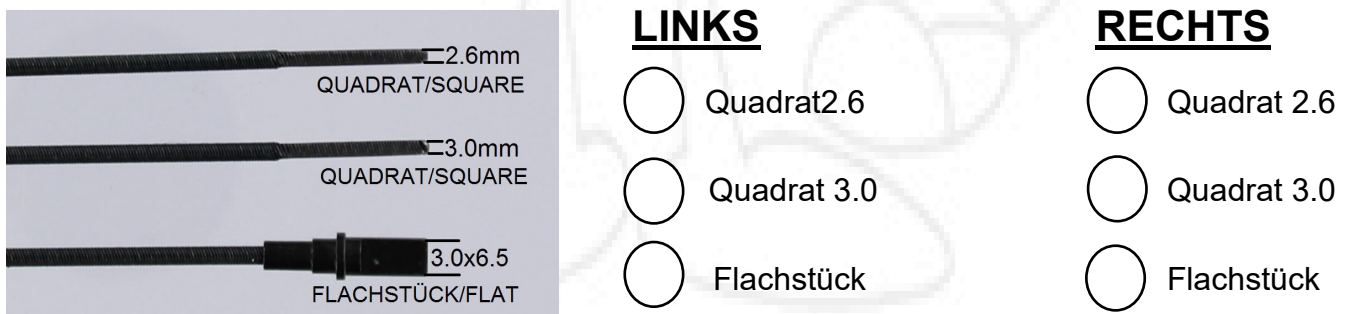 2.6mm
QUADRAT/SQUARE
3.0mm
QUADRAT/SQUARE
3.0x6.5
FLACHSTÜCK/FLAT
LINKS
Quadrat2.6
Quadrat 3.0
Flachstück
RECHTS
Quadrat 2.6
Quadrat 3.0
Flachstück